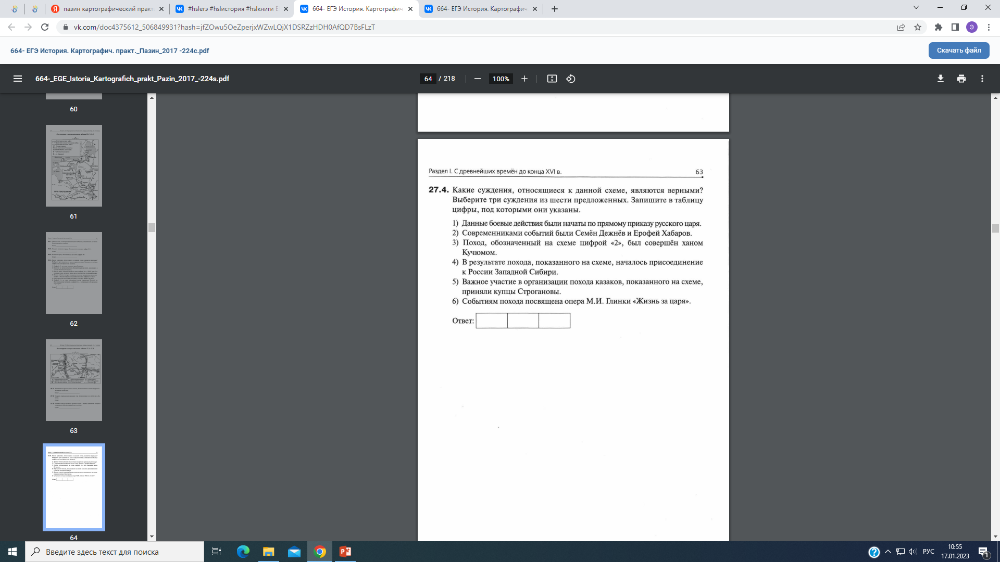 пазин картографический практ
#hslегэ #hslистория #hslкниги Е
664- ЕГЭ История. Картографич
664- ЕГЭ История. Картографич
vk.com/doc4375612_506849931?hash=jfZOwu5OeZperjxWZwLQjX1DSRZzHDH0AfQD7BsFLzT
Э
664- ЕГЭ История. Картографич. практ._Пазин_2017 -224с.pdf
Скачать файл
664-_EGE_Istoria_Kartografich_prakt_Pazin_2017_-224s.pdf
64 / 218
100%
60
61
62
63
64
Раздел I. С древнейших времён до конца XVI в. 63
27.4. Какие суждения, относящиеся к данной схеме, являются верными?
Выберите три суждения из шести предложенных. Запишите в таблицу
цифры, под которыми они указаны.
1) Данные боевые действия были начаты по прямому приказу русского царя.
2) Современниками событий были Семён Дежнёв и Ерофей Хабаров.
3) Поход, обозначенный на схеме цифрой «2», был совершён ханом
Кучюмом.
4) В результате похода, показанного на схеме, началось присоединение
к России Западной Сибири.
5) Важное участие в организации похода казаков, показанного на схеме,
приняли купцы Строгановы.
6) Событиям похода посвящена опера М.И. Глинки «Жизнь за царя».
Ответ:
Введите здесь текст для поиска
РУС
10:55
17.01.2023
1